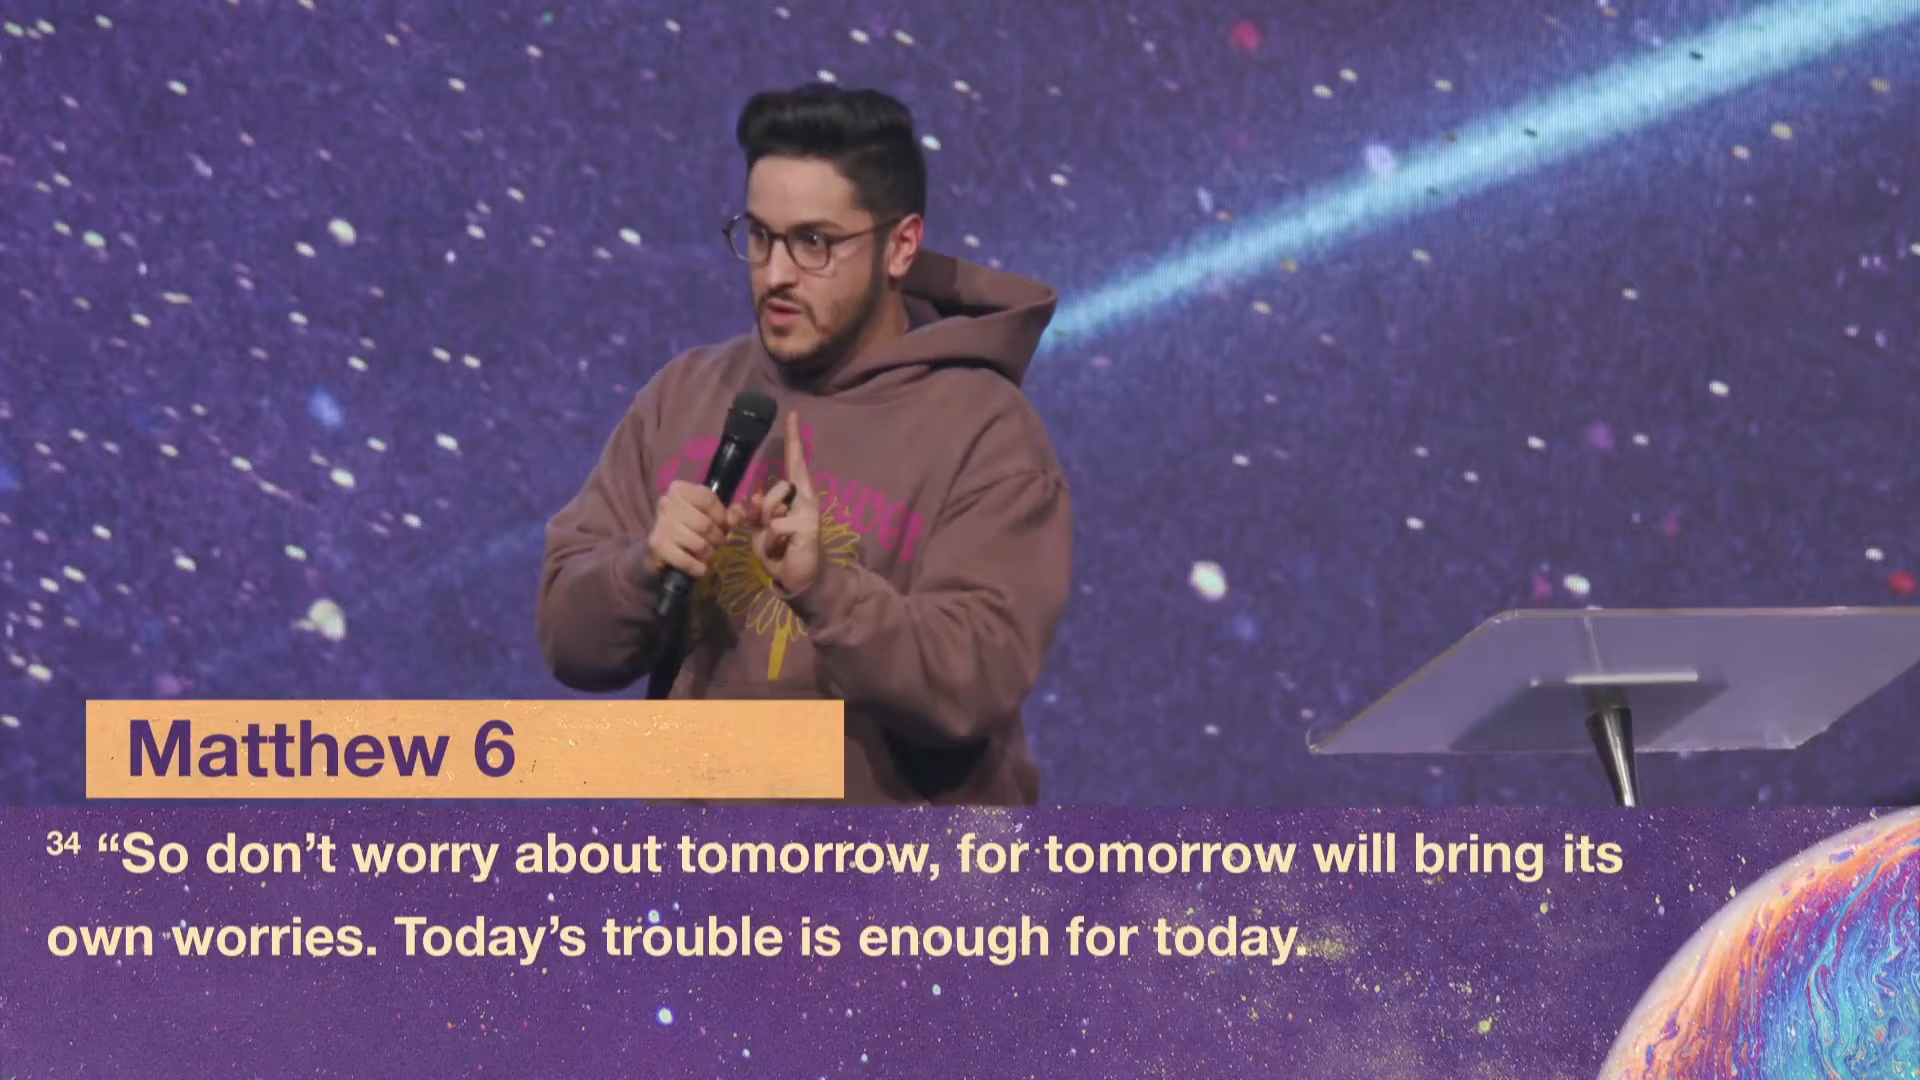 Matthew 6
34 “So don’t worry about tomorrow, for tomorrow will bring its
own worries. Today’s trouble is enough for today.